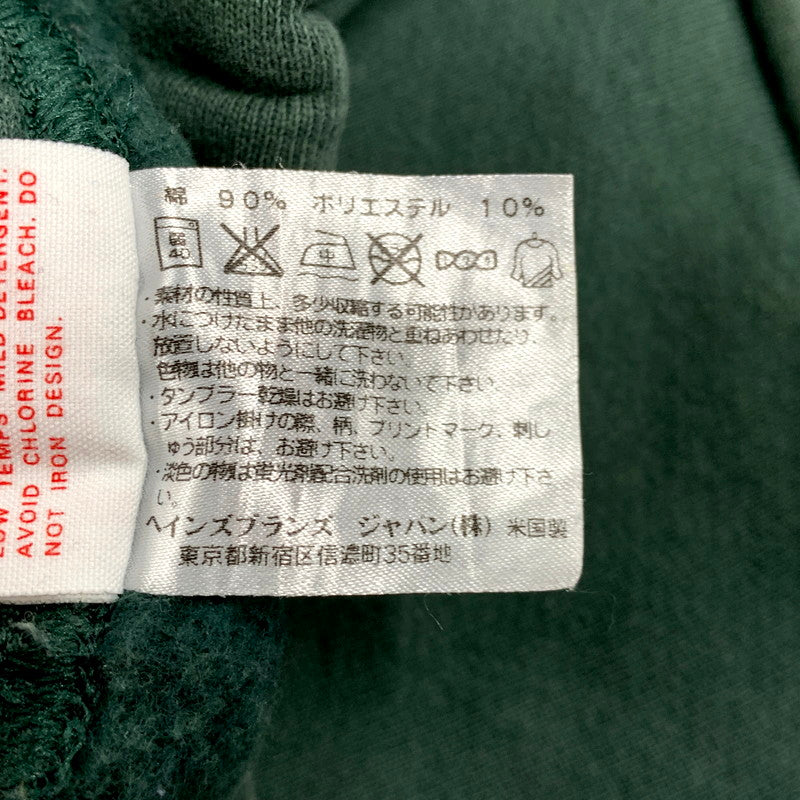 TEMPS MILD DETERGENT.
AVOID CHLORINE BLEACH. DO
NOT IRON DESIGN.
綿 90% ポリエステル 10%
40 中
・素材の性質上、多少収縮する可能性があります。
・水につけたまま他の洗濯物と重ねあわせたり、
放置しないようにして下さい。
色物は他の物と一緒に洗わないで下さい。
・タンブラー乾燥はお避け下さい。
・アイロン掛けの際、柄、プリントマーク、刺し
ゅう部分は、お避け下さい。
・淡色の物は蛍光剤配合洗剤の使用はお避け下さ
い。
ヘインズブランズ ジャパン(株) 米国製
東京都新宿区信濃町35番地